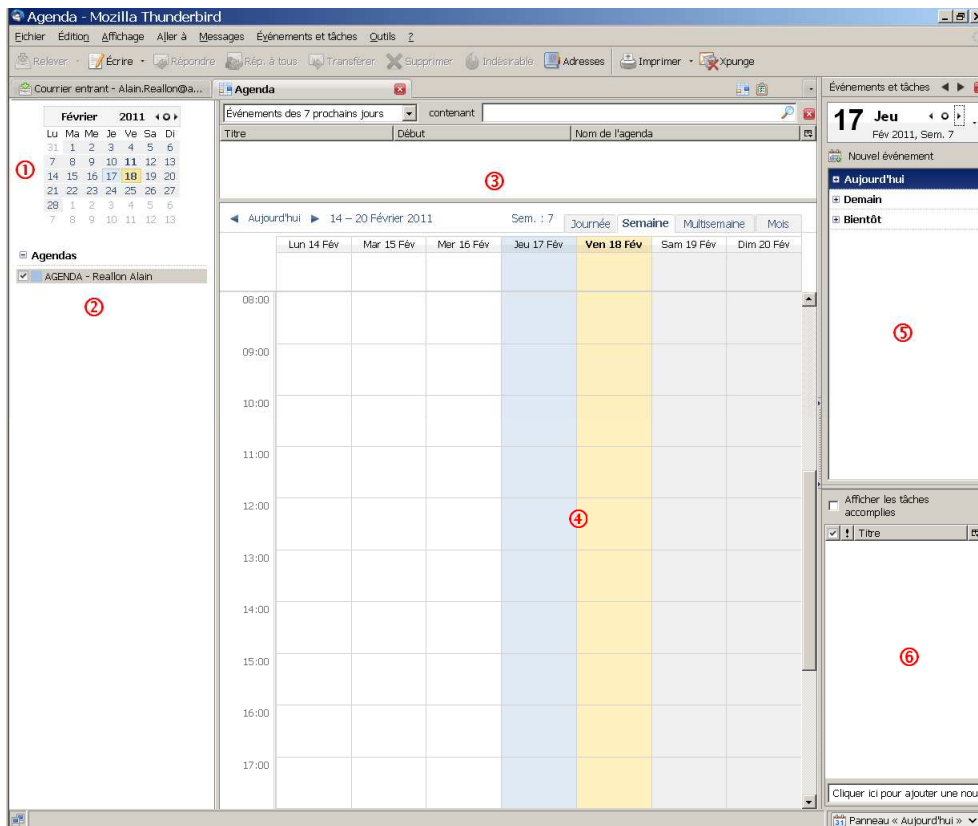 Agenda - Mozilla Thunderbird
Fichier Édition Affichage Aller à Messages Événements et tâches Outils ?
Relever Écrire Répondre Rép. à tous Transférer Supprimer Indésirable Adresses Imprimer Xpunge
Courrier entrant - Alain.Reallon@a... Agenda
Événements et tâches
Février 2011
Lu Ma Me Je Ve Sa Di
31 1 2 3 4 5 6
7 8 9 10 11 12 13
14 15 16 17 18 19 20
21 22 23 24 25 26 27
28 1 2 3 4 5 6
7 8 9 10 11 12 13
①
Agendas
AGENDA - Reallon Alain
②
Événements des 7 prochains jours contenant
Titre Début Nom de l'agenda
③
Aujourd'hui 14 – 20 Février 2011 Sem. : 7 Journée Semaine Multisemaine Mois
Lun 14 Fév Mar 15 Fév Mer 16 Fév Jeu 17 Fév Ven 18 Fév Sam 19 Fév Dim 20 Fév
08:00
09:00
10:00
11:00
12:00
④
13:00
14:00
15:00
16:00
17:00
17 Jeu
Fév 2011, Sem. 7
Nouvel événement
Aujourd'hui
Demain
Bientôt
⑤
Afficher les tâches
accomplies
! Titre
⑥
Cliquer ici pour ajouter une nou
31 Panneau « Aujourd'hui »